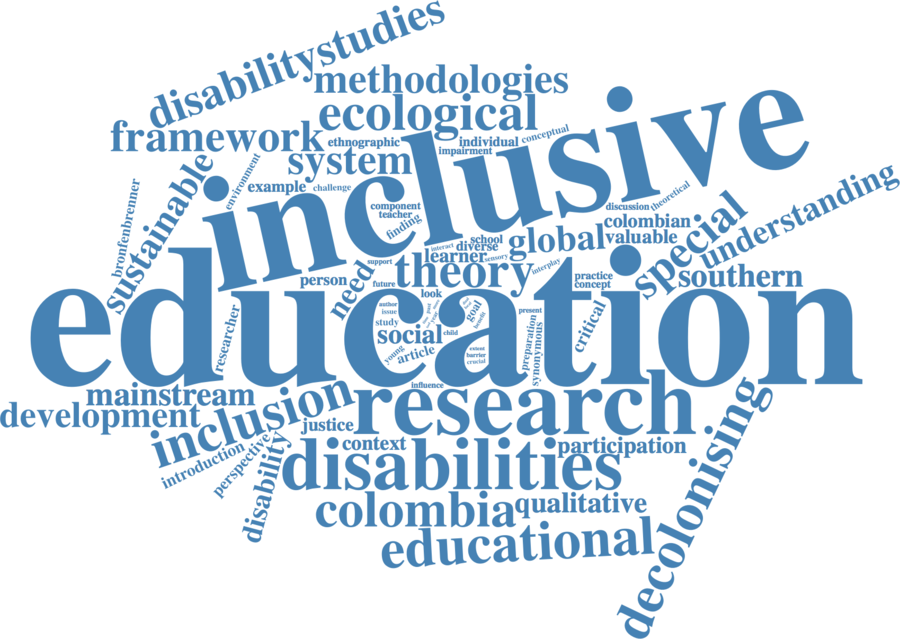 disabilitystudies
methodologies
ecological
framework
ethnographic
individual
conceptual
impairment
system
inclusive
environment
example
challenge
sustainable
bronfenbrenner
component
teacher
finding
discussion
theoretical
colombian
valuable
special
understanding
southern
global
school
diverse
interact
learner
sensory
interplay
support
theory
person
need
future
practice
concept
look
education
author
issue
study
goal
benefit
present
critical
social
child
young
article
extent
barrier
crucial
preparation
synonymous
researcher
influence
mainstream
development
inclusion
research
justice
introduction
perspective
disability
context
participation
disabilities
decolonising
colombia
qualitative
educational